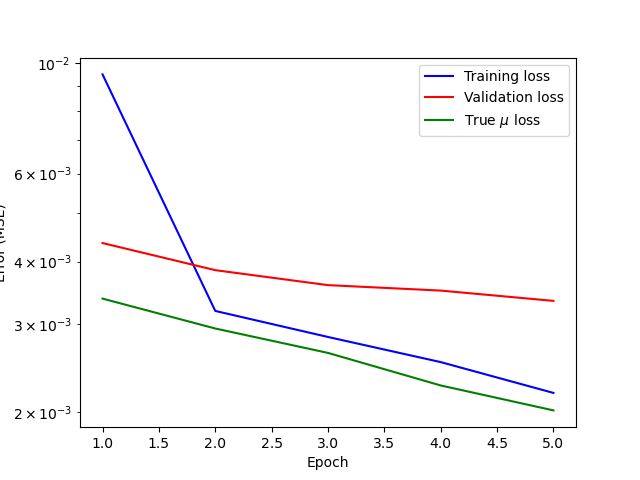 10⁻²
6 × 10⁻³
4 × 10⁻³
3 × 10⁻³
2 × 10⁻³
Training loss
Validation loss
True μ loss
1.0 1.5 2.0 2.5 3.0 3.5 4.0 4.5 5.0
Epoch